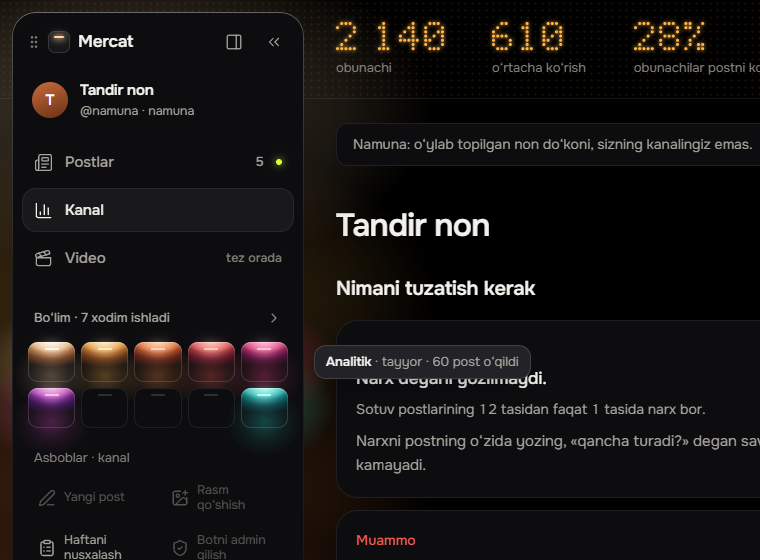 Mercat
T
Tandir non
@namuna · namuna
Postlar 5
Kanal
Video tez orada
Bo‘lim · 7 xodim ishladi
Asboblar · kanal
Yangi post
Rasm
qo‘shish
Haftani
nusxalash
Botni admin
qilish
2 140
obunachi
610
o‘rtacha ko‘rish
28%
obunachilar postni
Namuna: o‘ylab topilgan non do‘koni, sizning kanalingiz emas.
Tandir non
Nimani tuzatish kerak
Analitik · tayyor · 60 post o‘qildi
Narx deyarli yozilmaydi.
Sotuv postlarining 12 tasidan faqat 1 tasida narx bor.
Narxni postning o‘zida yozing, «qancha turadi?» degan
kamayadi.
Muammo